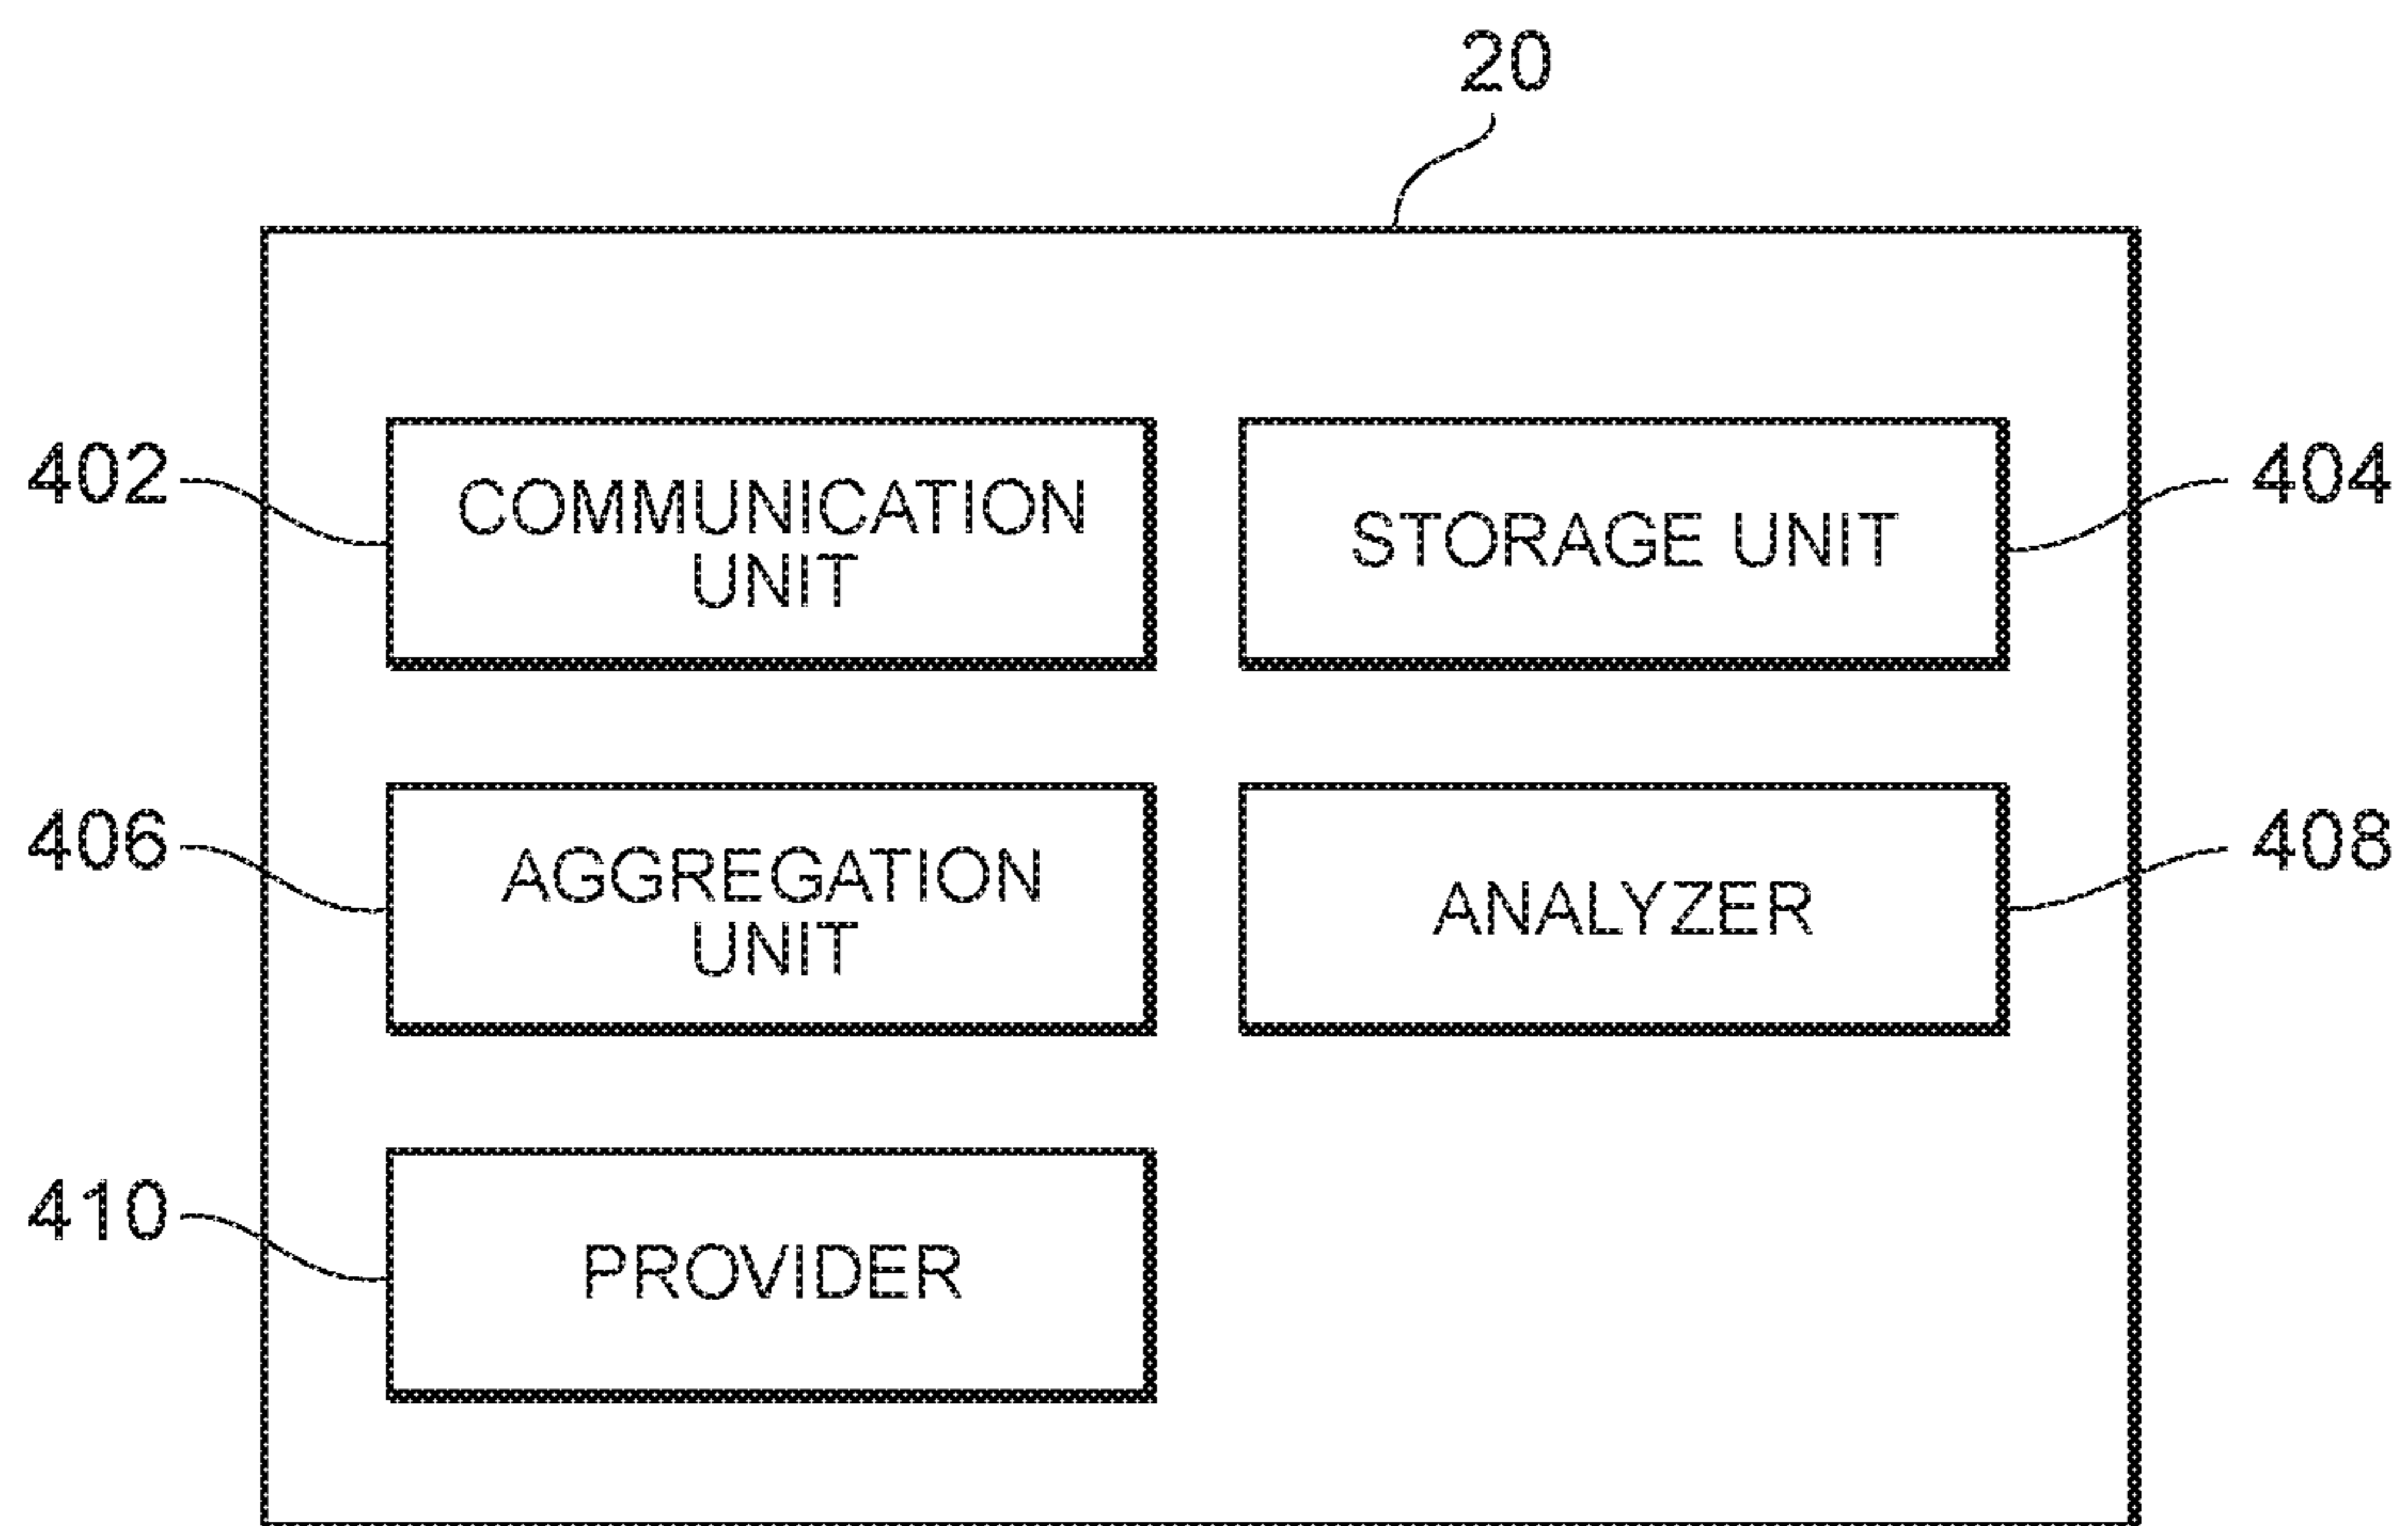 20
402
COMMUNICATION
UNIT
STORAGE UNIT
404
406
AGGREGATION
UNIT
ANALYZER
408
410
PROVIDER